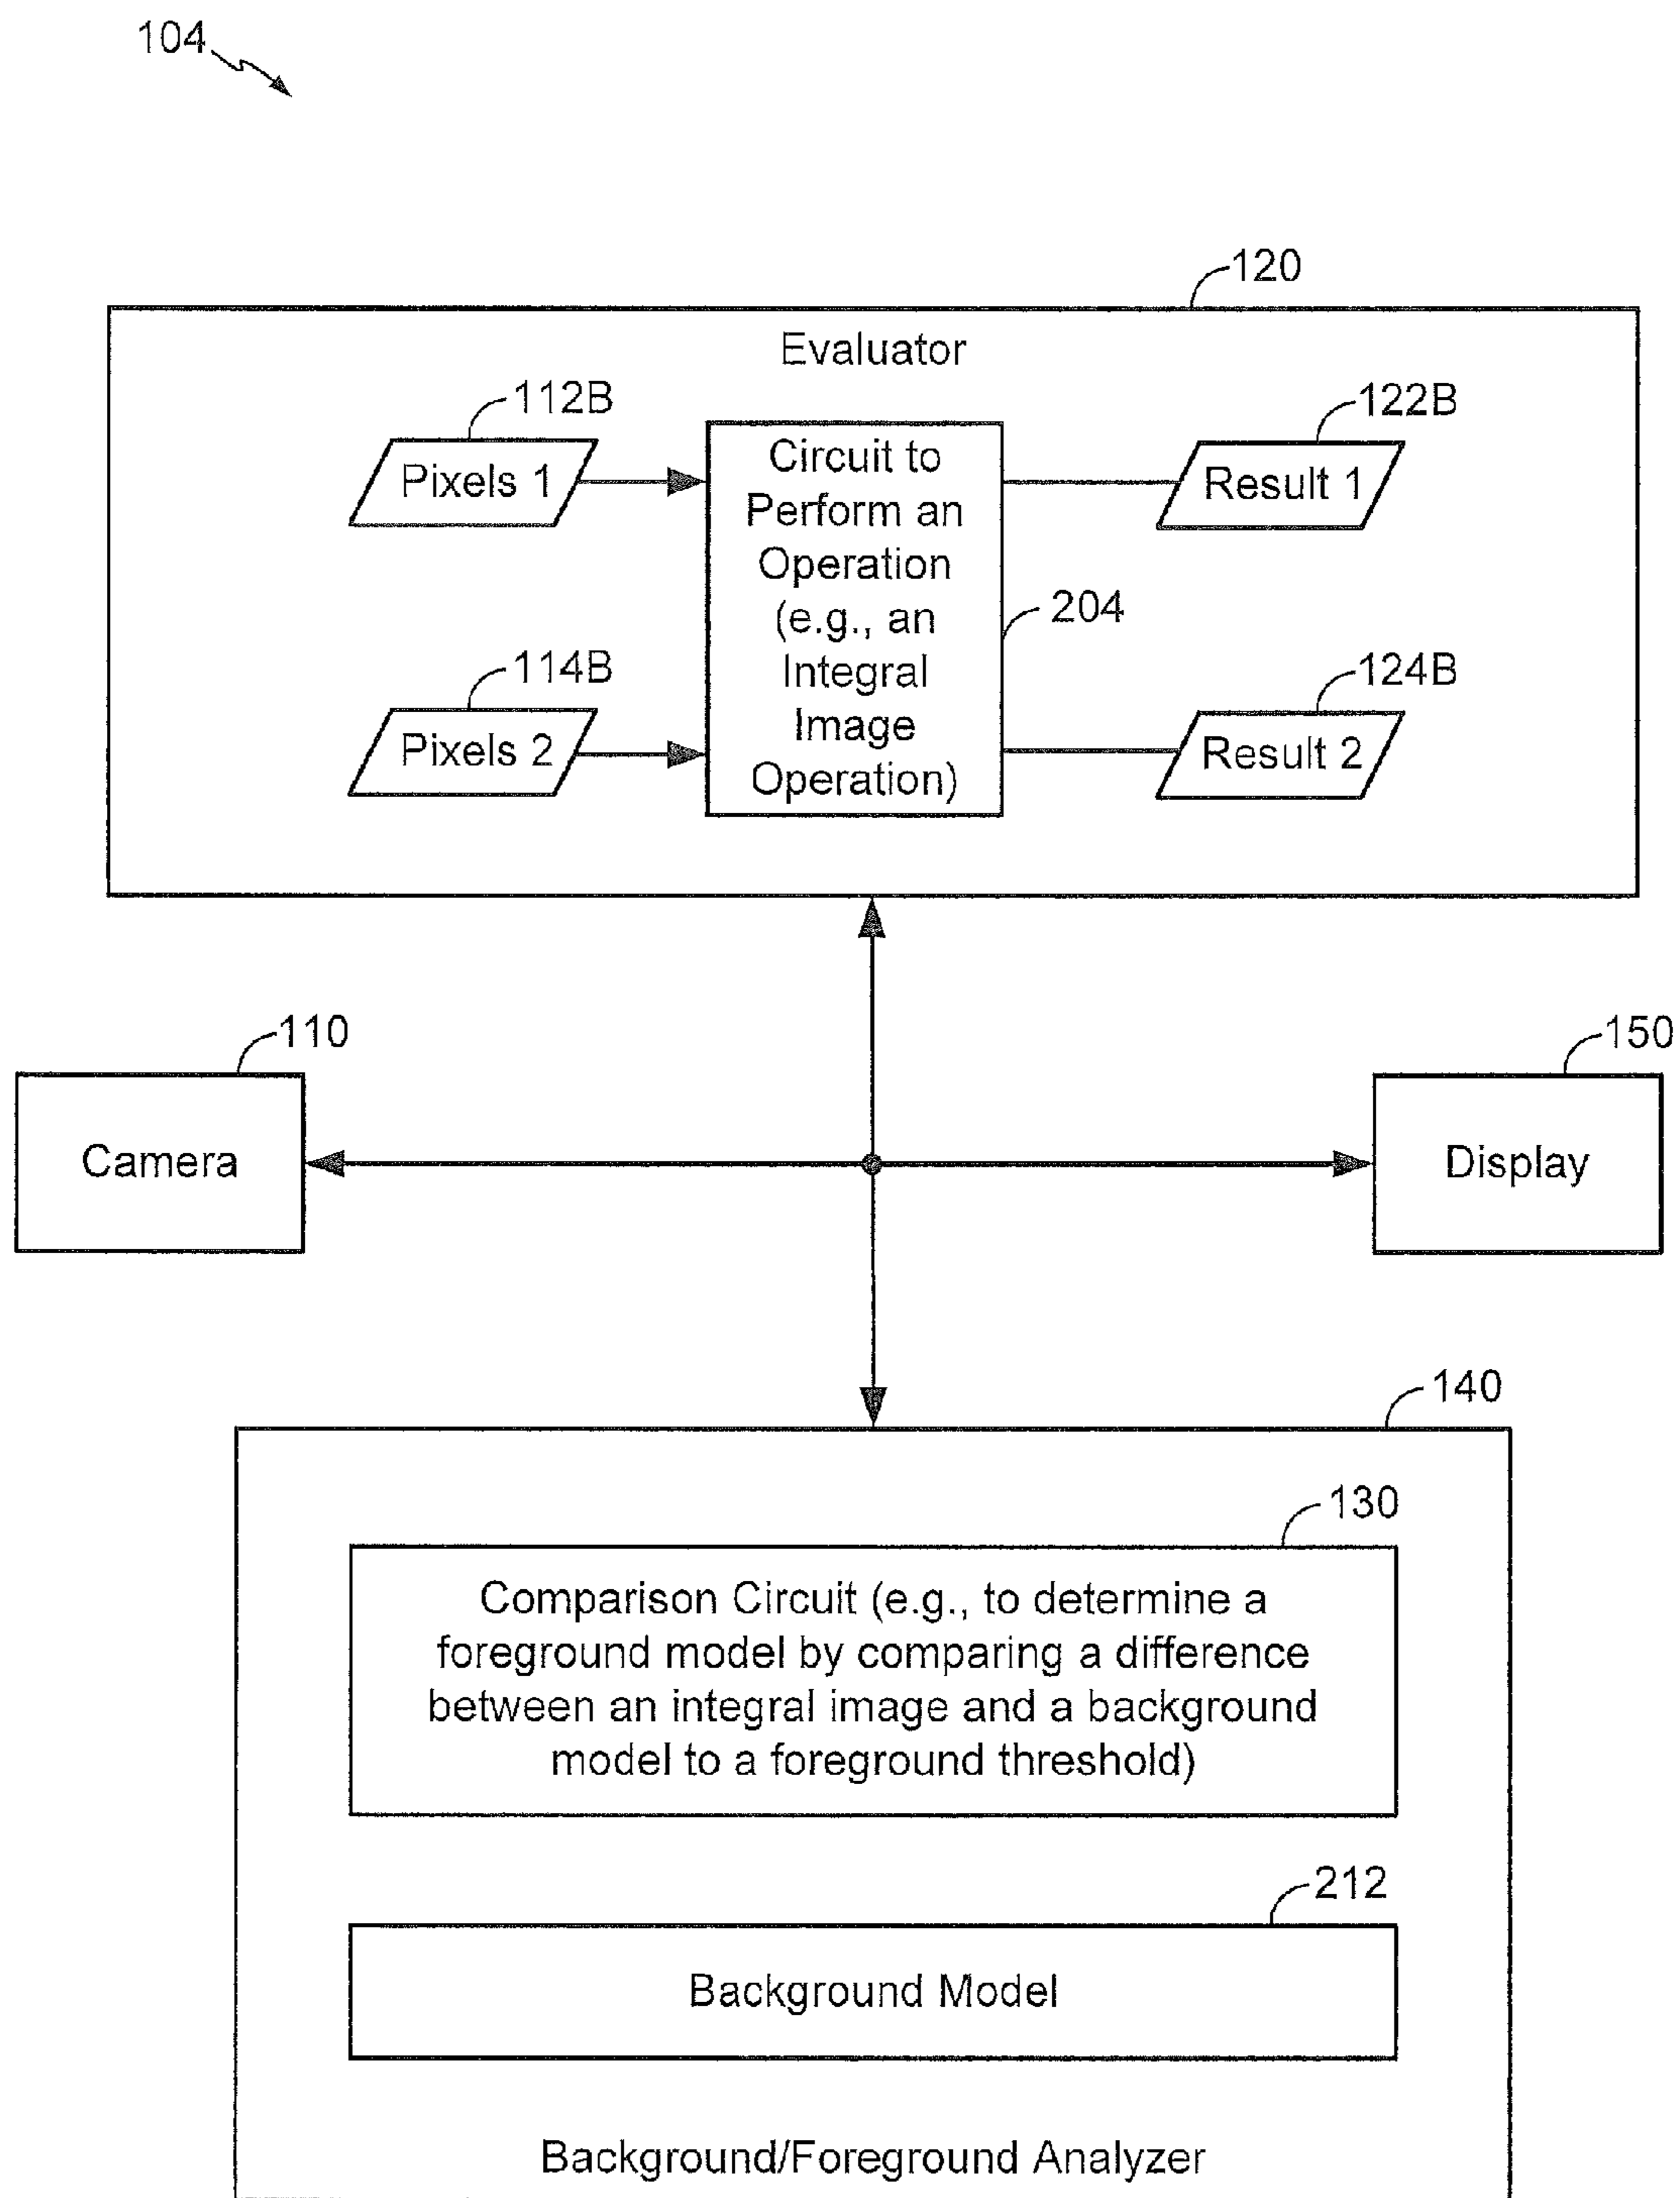 104
120
Evaluator
112B
122B
Pixels 1
Circuit to
Perform an
Operation
(e.g., an
Integral
Image
Operation)
Result 1
204
114B
124B
Pixels 2
Result 2
110
150
Camera
Display
140
130
Comparison Circuit (e.g., to determine a
foreground model by comparing a difference
between an integral image and a background
model to a foreground threshold)
212
Background Model
Background/Foreground Analyzer